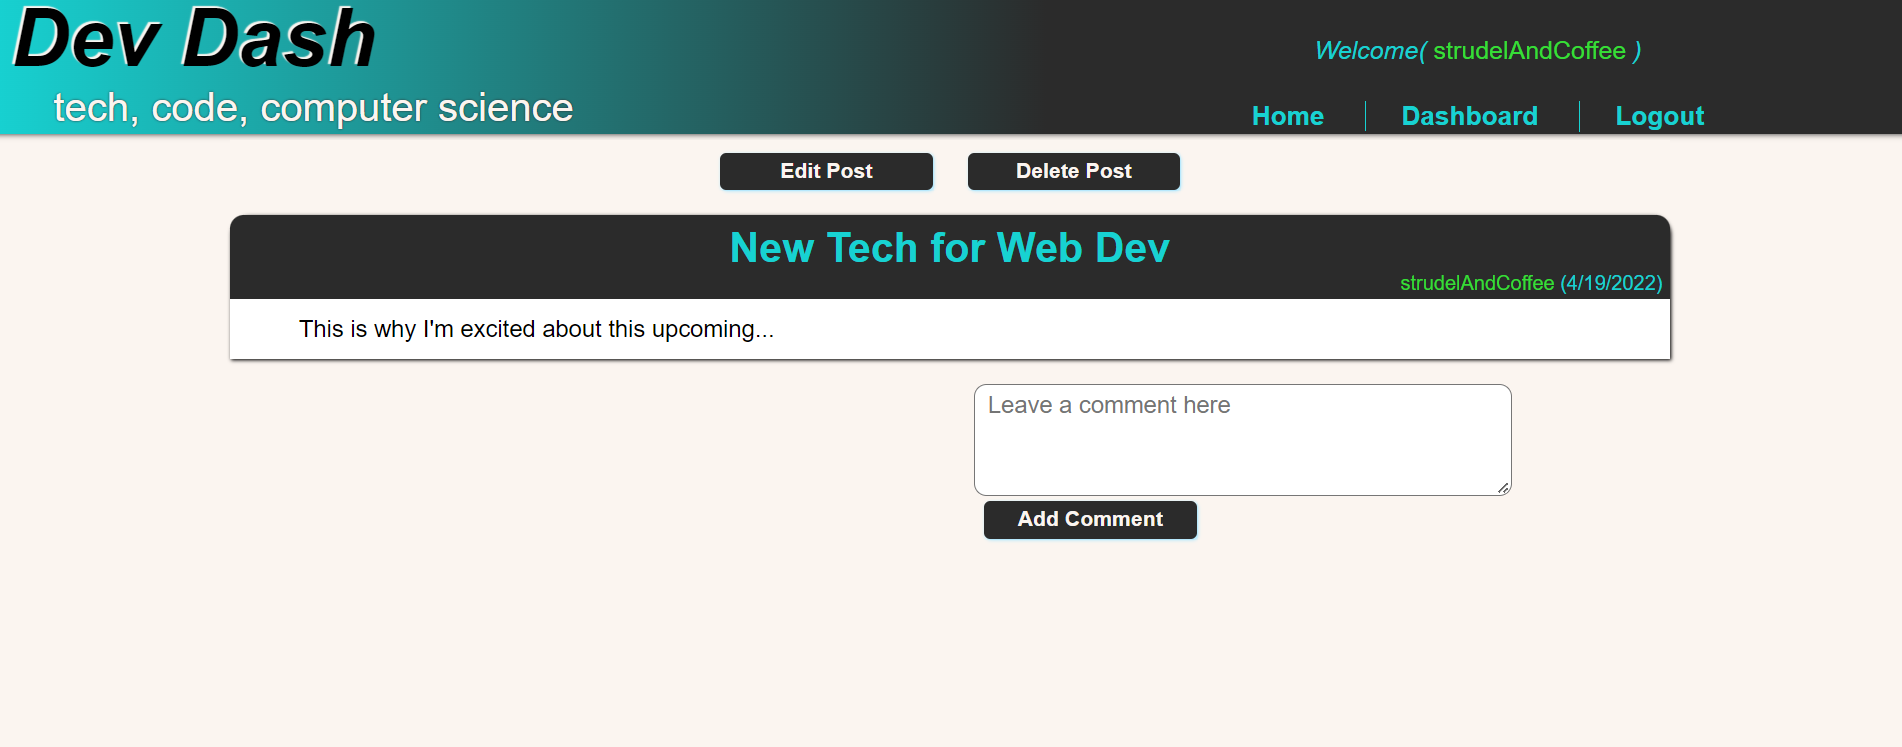 Dev Dash
tech, code, computer science
Welcome( strudelAndCoffee )
Home
Dashboard
Logout
Edit Post
Delete Post
New Tech for Web Dev
strudelAndCoffee (4/19/2022)
This is why I'm excited about this upcoming...
Leave a comment here
Add Comment